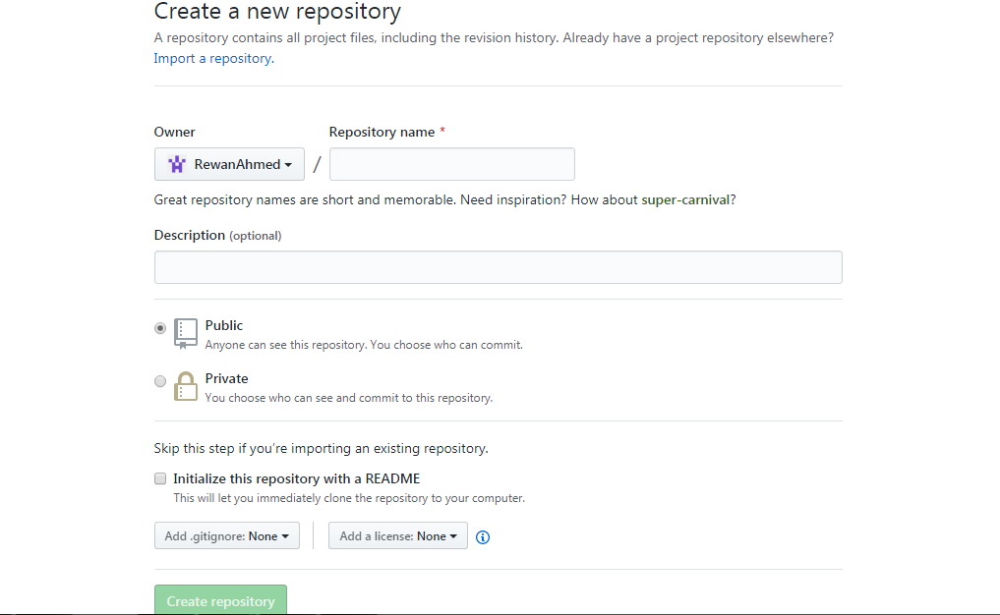 Create a new repository
A repository contains all project files, including the revision history. Already have a project repository elsewhere?
Import a repository.
Owner
Repository name *
RewanAhmed
/
Great repository names are short and memorable. Need inspiration? How about super-carnival?
Description (optional)
Public
Anyone can see this repository. You choose who can commit.
Private
You choose who can see and commit to this repository.
Skip this step if you're importing an existing repository.
Initialize this repository with a README
This will let you immediately clone the repository to your computer.
Add .gitignore: None
Add a license: None
Create repository